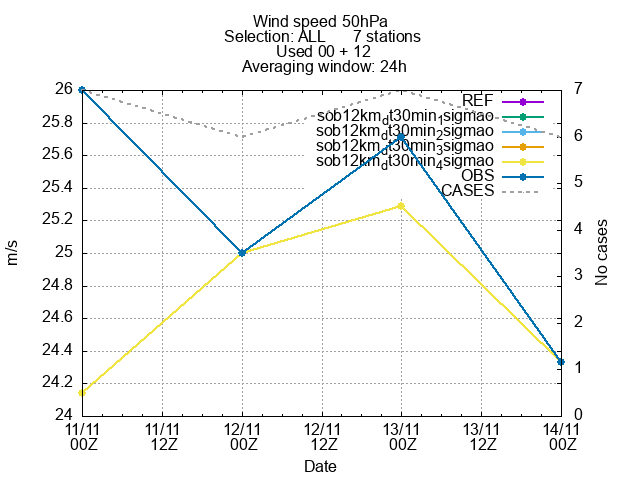 Wind speed 50hPa
Selection: ALL 7 stations
Used 00 + 12
Averaging window: 24h
REF
sob12km_dt30min_1sigmao
sob12km_dt30min_2sigmao
sob12km_dt30min_3sigmao
sob12km_dt30min_4sigmao
OBS
CASES
26
25.8
25.6
25.4
25.2
25
24.8
24.6
24.4
24.2
24
m/s
7
6
5
4
3
2
1
0
No cases
11/11 11/11 12/11 12/11 13/11 13/11 14/11
00Z 12Z 00Z 12Z 00Z 12Z 00Z
Date